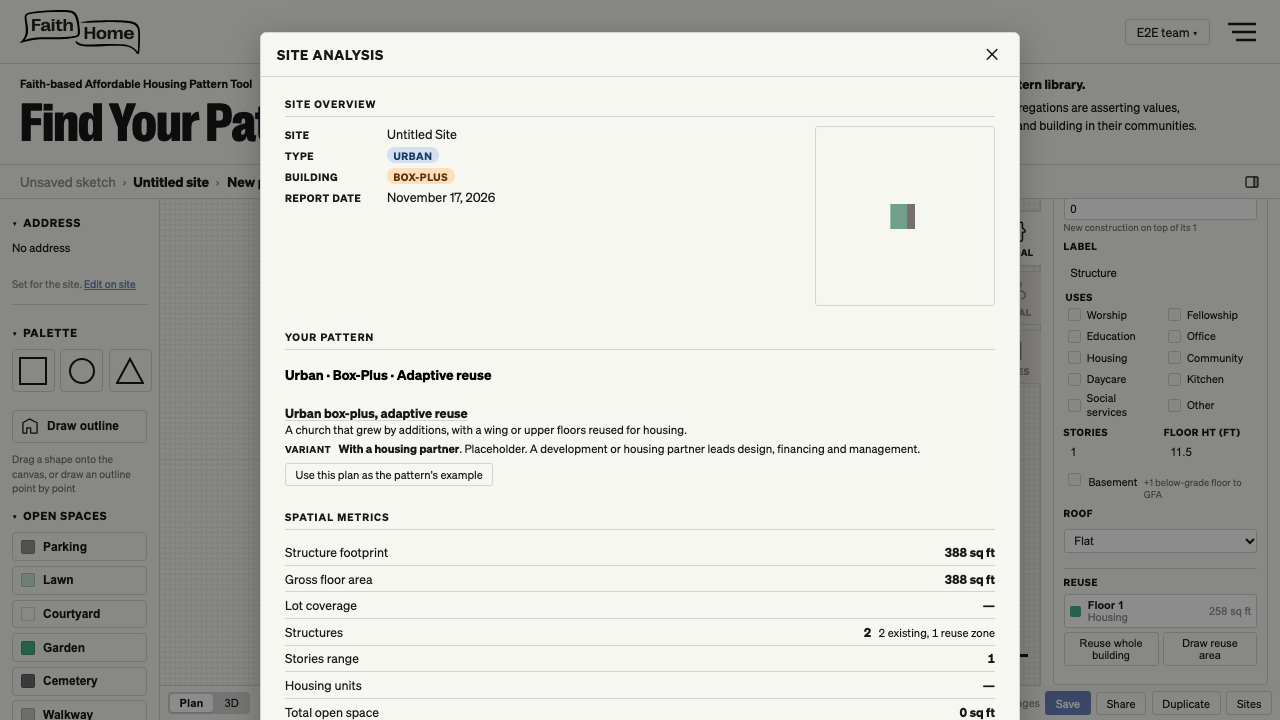 Faith
Home
E2E team ▾
Faith-based Affordable Housing Pattern Tool
Find Your Pat
tern library.
regations are asserting values,
and building in their communities.
Unsaved sketch › Untitled site › New
SITE ANALYSIS
SITE OVERVIEW
SITE Untitled Site
TYPE URBAN
BUILDING BOX-PLUS
REPORT DATE November 17, 2026
YOUR PATTERN
Urban · Box-Plus · Adaptive reuse
Urban box-plus, adaptive reuse
A church that grew by additions, with a wing or upper floors reused for housing.
VARIANT With a housing partner. Placeholder. A development or housing partner leads design, financing and management.
Use this plan as the pattern's example
SPATIAL METRICS
Structure footprint 388 sq ft
Gross floor area 388 sq ft
Lot coverage —
Structures 2 2 existing, 1 reuse zone
Stories range 1
Housing units —
Total open space 0 sq ft
ADDRESS
No address
Set for the site. Edit on site
PALETTE
Draw outline
Drag a shape onto the
canvas, or draw an outline
point by point
OPEN SPACES
Parking
Lawn
Courtyard
Garden
Cemetery
Walkway
Plan 3D
AL
AL
ES
0
New construction on top of its 1
LABEL
Structure
USES
Worship Fellowship
Education Office
Housing Community
Daycare Kitchen
Social
services
Other
STORIES FLOOR HT (FT)
1 11.5
Basement +1 below-grade floor to
GFA
ROOF
Flat
REUSE
Floor 1
Housing
258 sq ft
Reuse whole
building
Draw reuse
area
nges Save Share Duplicate Sites